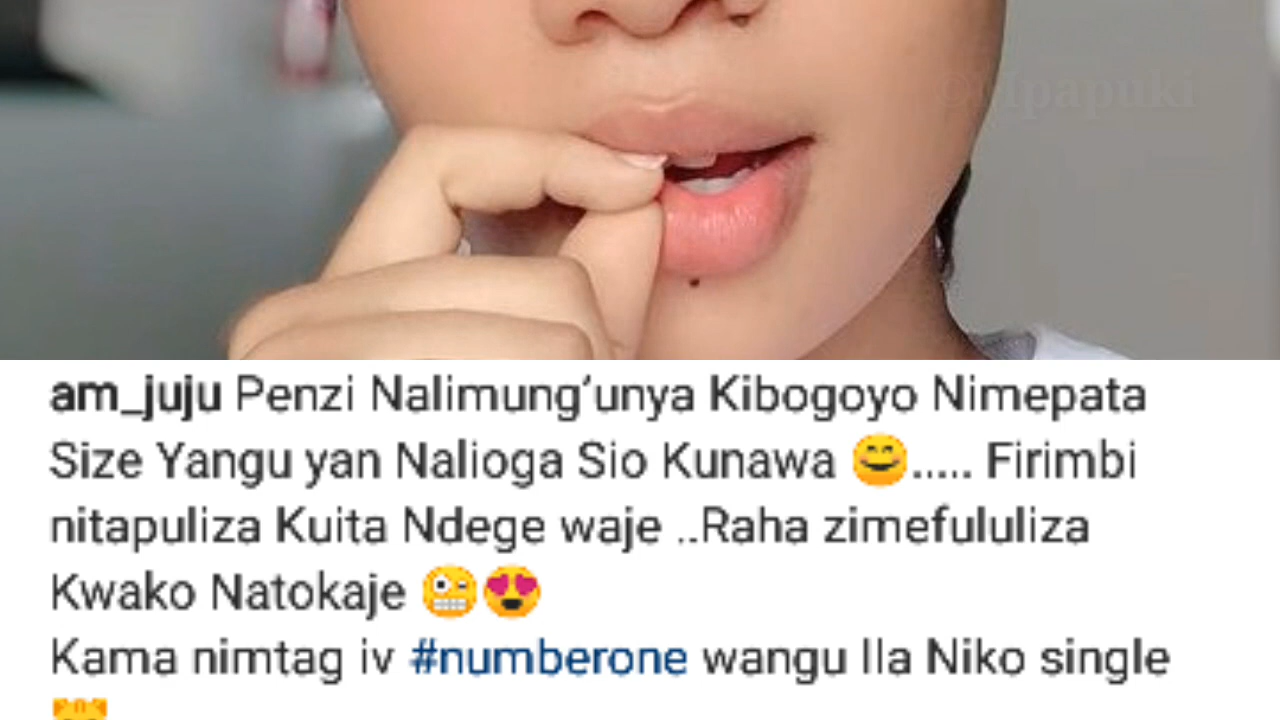 am_juju Penzi Nalimung'unya Kibogoyo Nimepata
Size Yangu yan Nalioga Sio Kunawa 😄..... Firimbi
nitapuliza Kuita Ndege waje ..Raha zimefululiza
Kwako Natokaje 😍
Kama nimtag iv #numberone wangu Ila Niko single